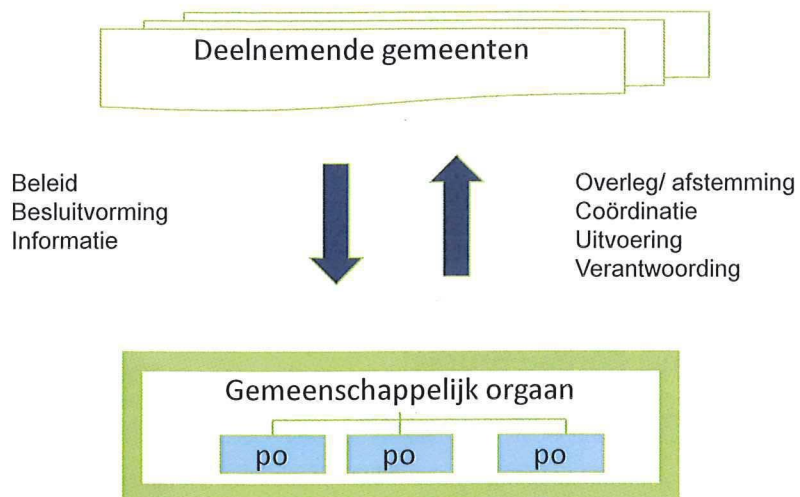 Deelnemende gemeenten
Beleid
Besluitvorming
Informatie
Overleg/ afstemming
Coördinatie
Uitvoering
Verantwoording
Gemeenschappelijk orgaan
po
po
po